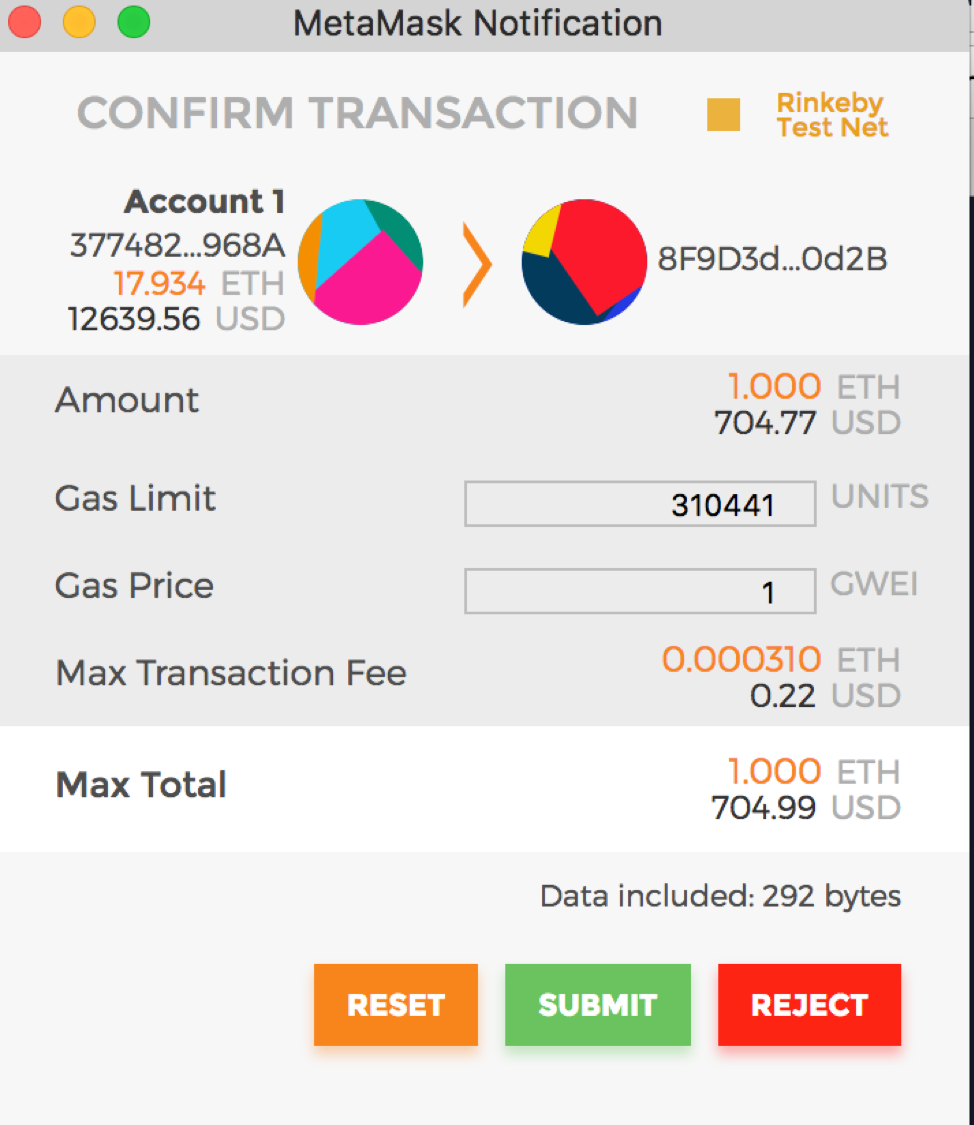 MetaMask Notification
CONFIRM TRANSACTION
Rinkeby
Test Net
Account 1
377482...968A
17.934 ETH
12639.56 USD
8F9D3d...0d2B
Amount
1.000 ETH
704.77 USD
Gas Limit
310441 UNITS
Gas Price
1 GWEI
Max Transaction Fee
0.000310 ETH
0.22 USD
Max Total
1.000 ETH
704.99 USD
Data included: 292 bytes
RESET SUBMIT REJECT